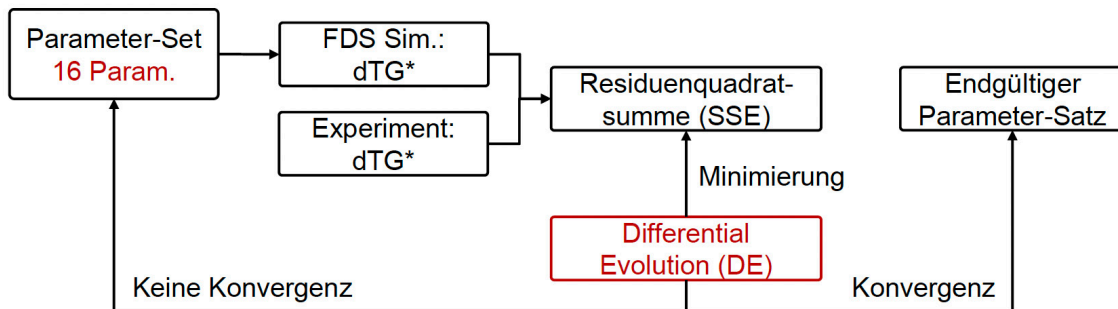 Parameter-Set
16 Param.
FDS Sim.:
dTG*
Experiment:
dTG*
Residuenquadrat-
summe (SSE)
Endgültiger
Parameter-Satz
Minimierung
Differential
Evolution (DE)
Keine Konvergenz
Konvergenz